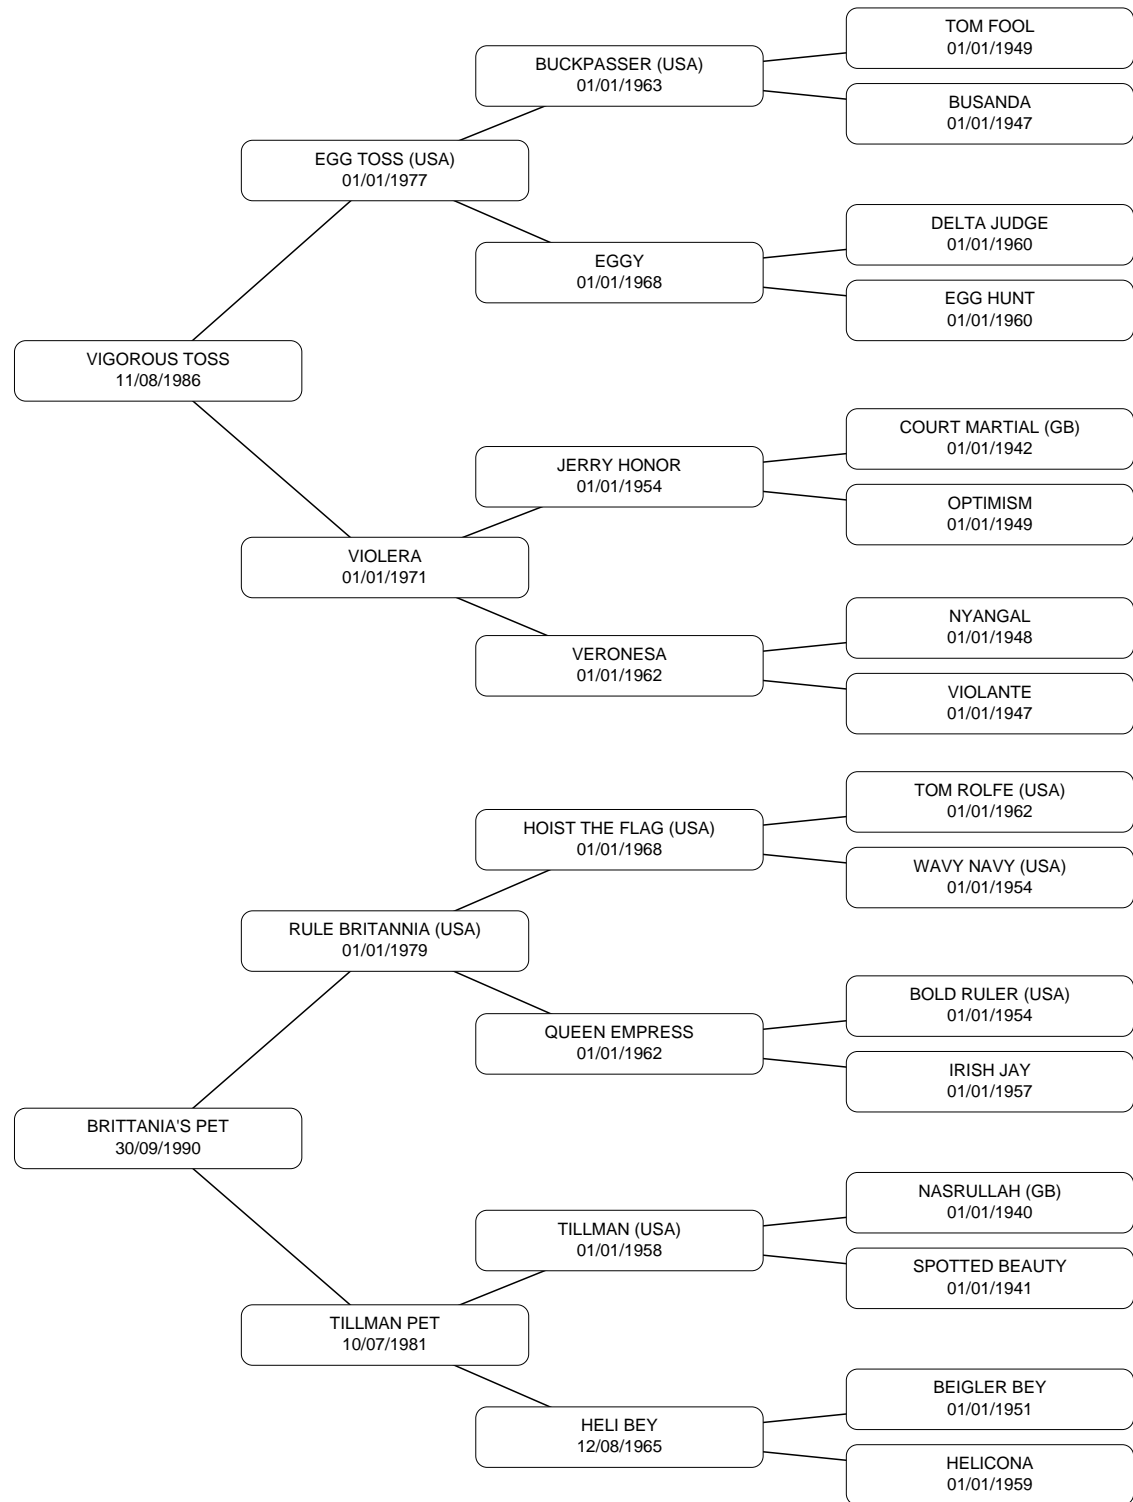 TOM FOOL
01/01/1949
BUCKPASSER (USA)
01/01/1963
BUSANDA
01/01/1947
EGG TOSS (USA)
01/01/1977
DELTA JUDGE
01/01/1960
EGGY
01/01/1968
EGG HUNT
01/01/1960
VIGOROUS TOSS
11/08/1986
COURT MARTIAL (GB)
01/01/1942
JERRY HONOR
01/01/1954
OPTIMISM
01/01/1949
VIOLERA
01/01/1971
NYANGAL
01/01/1948
VERONESA
01/01/1962
VIOLANTE
01/01/1947
TOM ROLFE (USA)
01/01/1962
HOIST THE FLAG (USA)
01/01/1968
WAVY NAVY (USA)
01/01/1954
RULE BRITANNIA (USA)
01/01/1979
BOLD RULER (USA)
01/01/1954
QUEEN EMPRESS
01/01/1962
IRISH JAY
01/01/1957
BRITTANIA'S PET
30/09/1990
NASRULLAH (GB)
01/01/1940
TILLMAN (USA)
01/01/1958
SPOTTED BEAUTY
01/01/1941
TILLMAN PET
10/07/1981
BEIGLER BEY
01/01/1951
HELI BEY
12/08/1965
HELICONA
01/01/1959